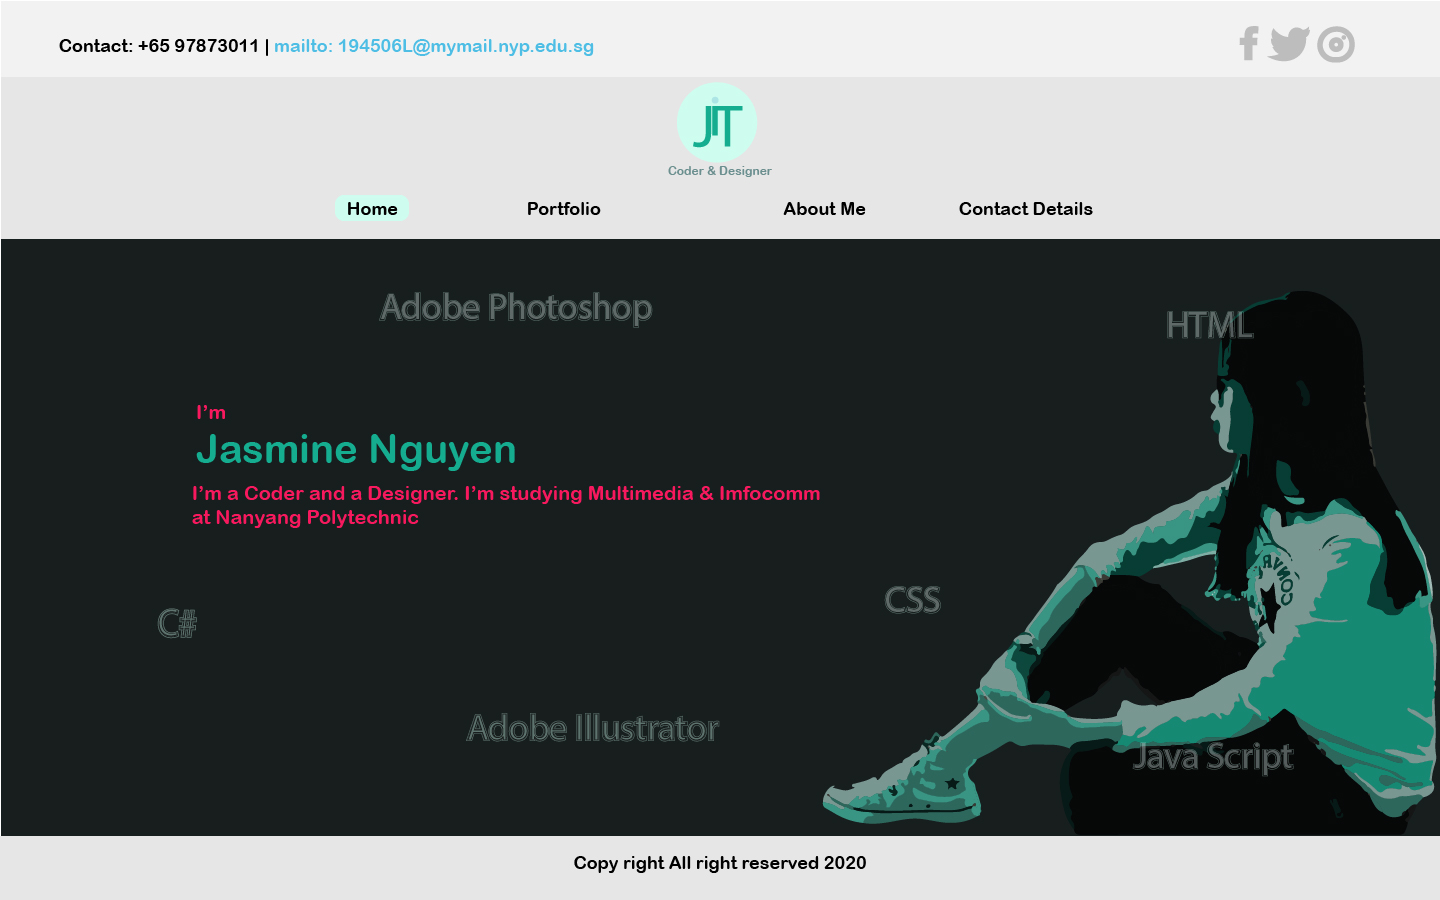 Contact: +65 97873011 | mailto: 194506L@mymail.nyp.edu.sg
JiT
Coder & Designer
Home Portfolio About Me Contact Details
Adobe Photoshop
HTML
I'm
Jasmine Nguyen
I'm a Coder and a Designer. I'm studying Multimedia & Imfocomm
at Nanyang Polytechnic
CONVER
CSS
C#
Adobe Illustrator
Java Script
Copy right All right reserved 2020